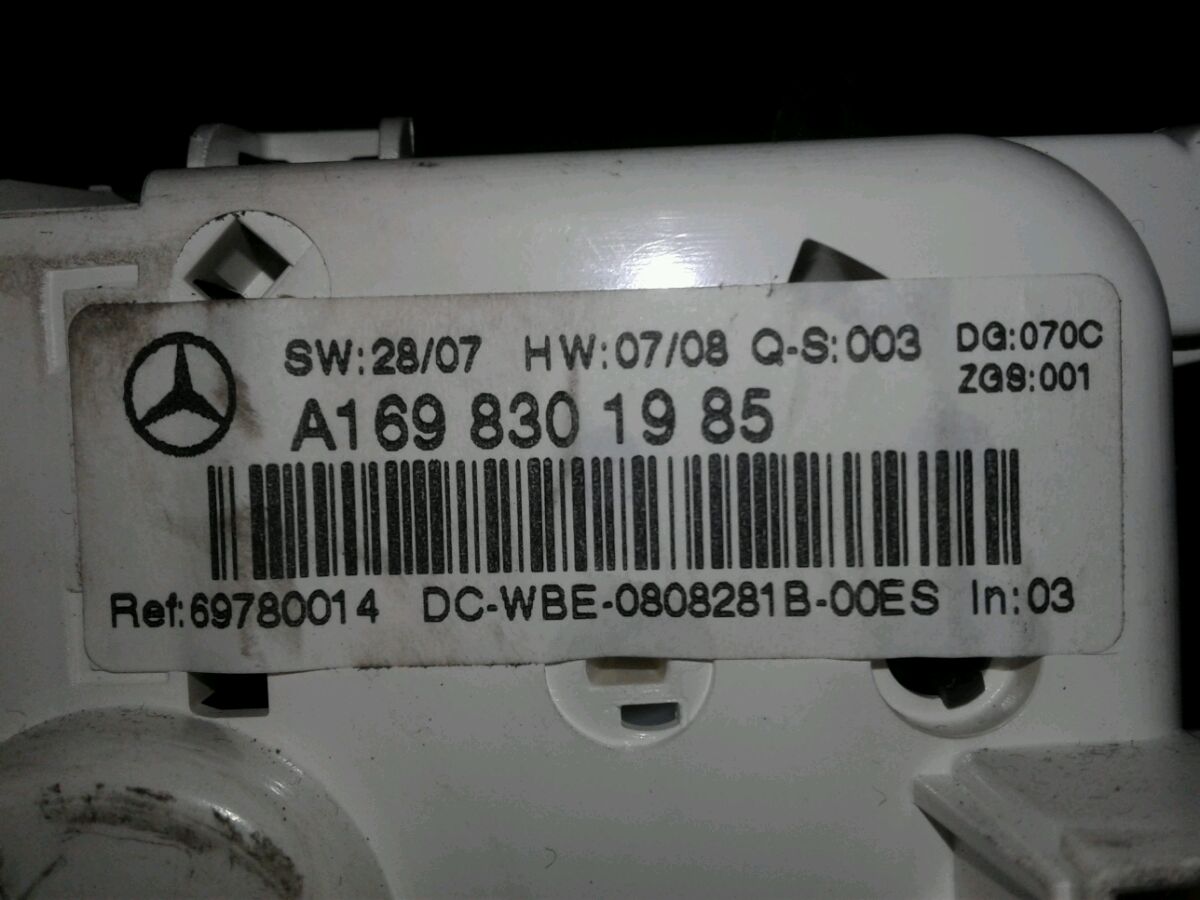 SW:28/07 HW:07/08 Q-S:003 DG:070C
ZGS:001
A169 830 19 85
Ref:69780014 DC-WBE-0808281B-00ES In:03